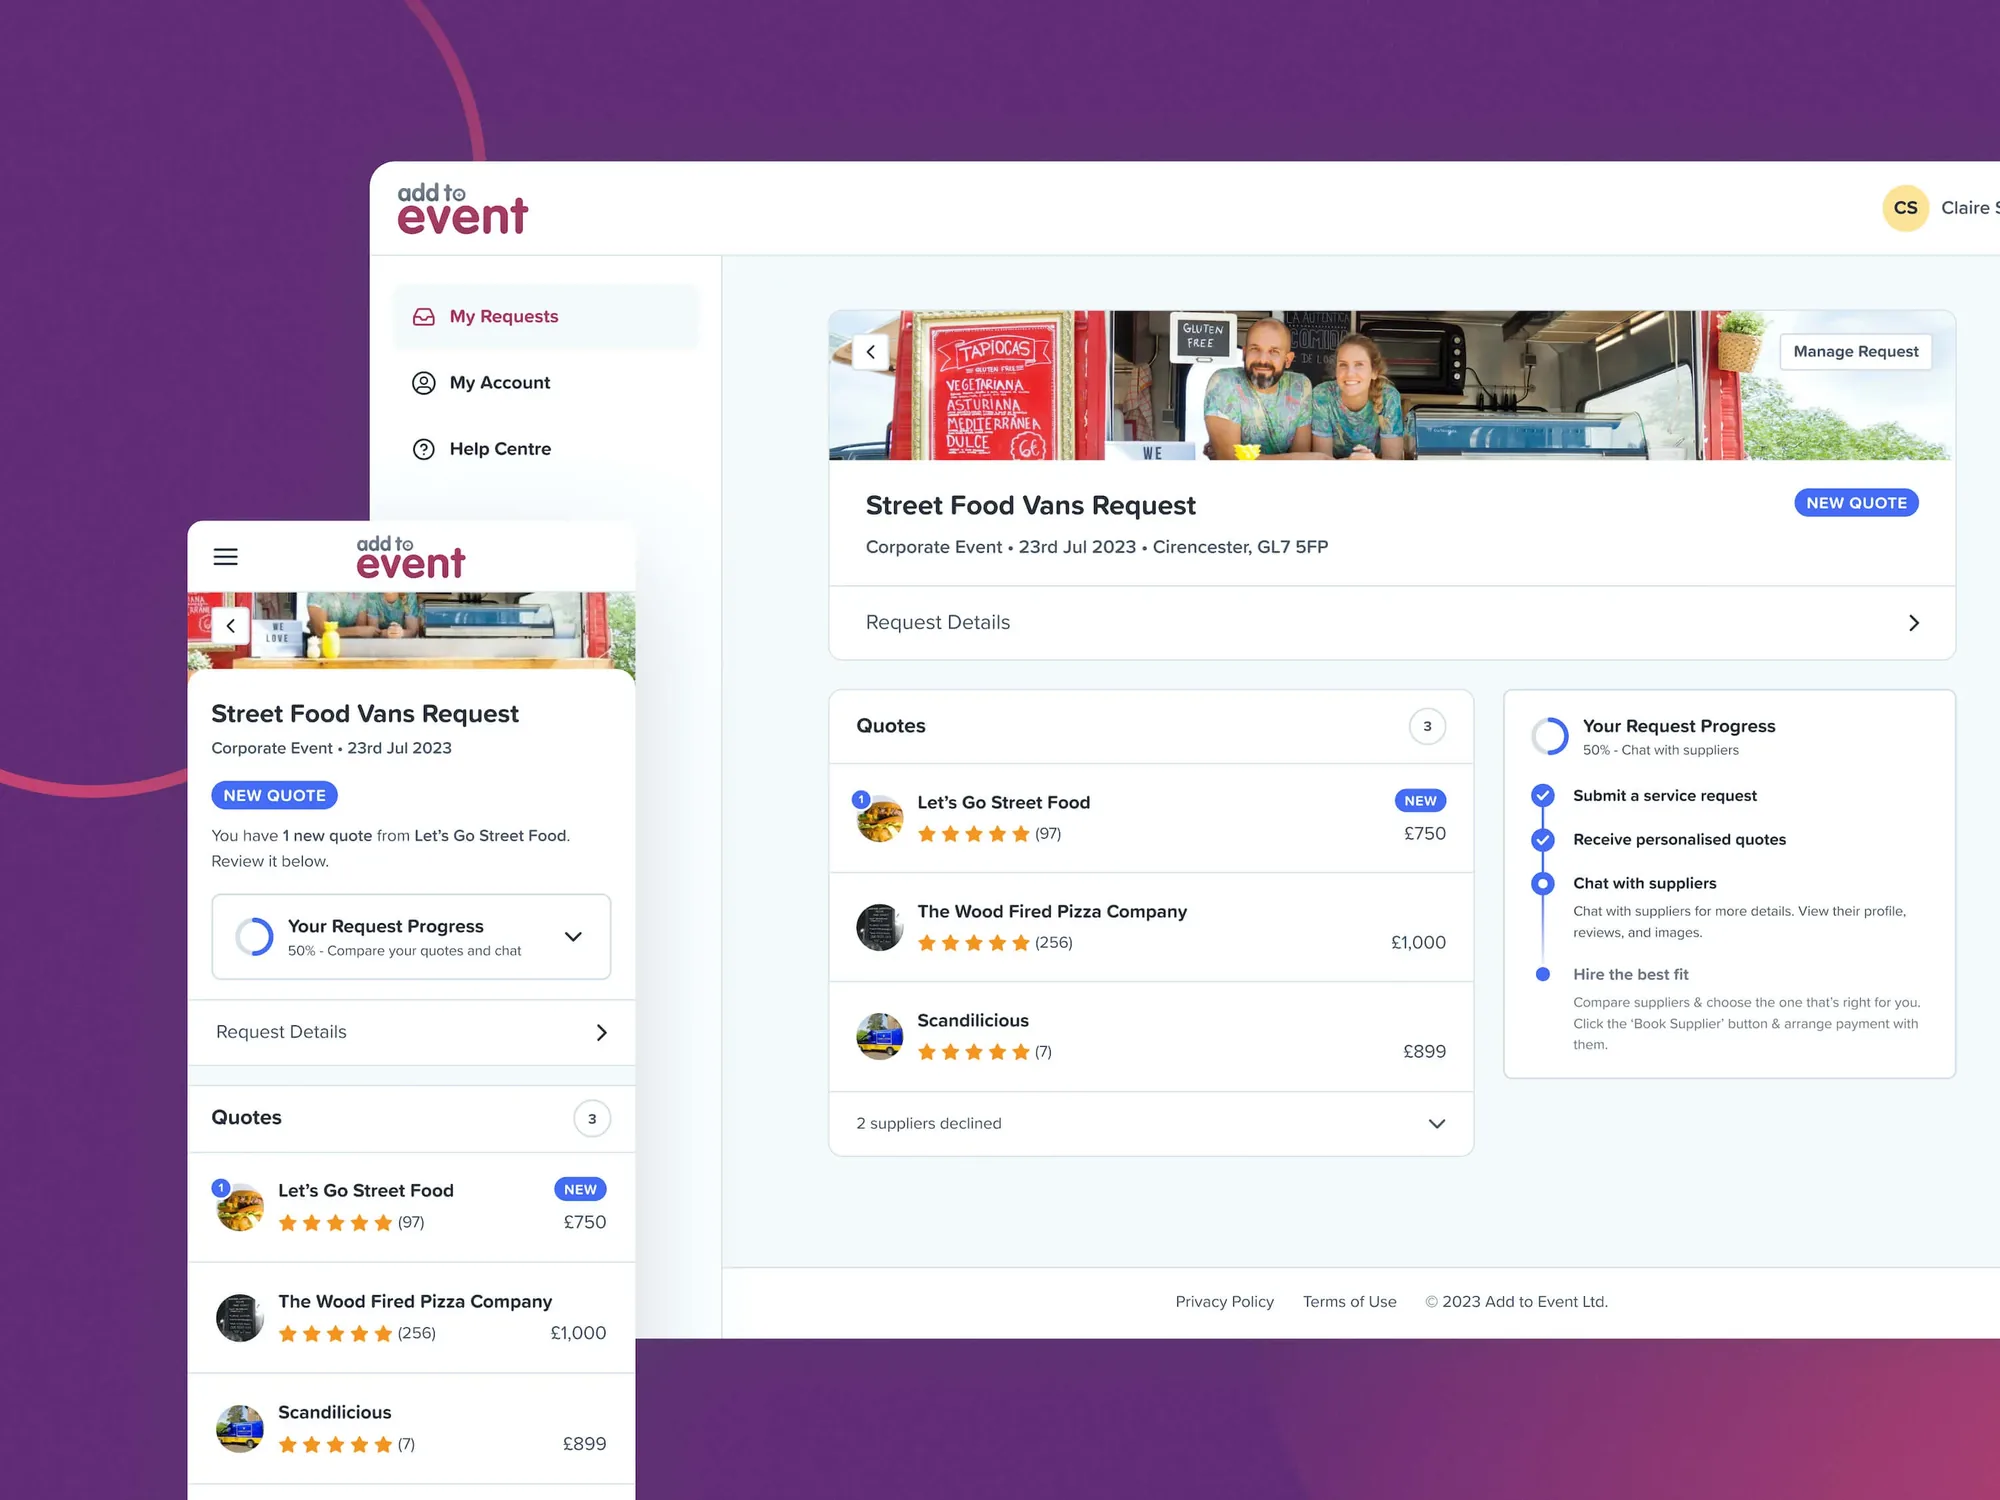 add to
event
CS
Claire S
My Requests
My Account
Help Centre
TAPIOCAS
GLUTEN FREE
VEGETARIANA
ASTURIANA
MEDITERRÁNEA
DULCE
6€
GLUTEN
FREE
LA AUTENTICA
COMIDA
DE LOS
WE
Manage Request
Street Food Vans Request
NEW QUOTE
Corporate Event • 23rd Jul 2023 • Cirencester, GL7 5FP
Request Details
Quotes
3
1
Let's Go Street Food
NEW
(97)
£750
The Wood Fired Pizza Company
(256)
£1,000
Scandilicious
(7)
£899
2 suppliers declined
Your Request Progress
50% - Chat with suppliers
Submit a service request
Receive personalised quotes
Chat with suppliers
Chat with suppliers for more details. View their profile,
reviews, and images.
Hire the best fit
Compare suppliers & choose the one that's right for you.
Click the 'Book Supplier' button & arrange payment with
them.
Privacy Policy
Terms of Use
© 2023 Add to Event Ltd.
add to
event
WE
LOVE
Street Food Vans Request
Corporate Event • 23rd Jul 2023
NEW QUOTE
You have 1 new quote from Let's Go Street Food.
Review it below.
Your Request Progress
50% - Compare your quotes and chat
Request Details
Quotes
3
1
Let's Go Street Food
NEW
(97)
£750
The Wood Fired Pizza Company
(256)
£1,000
Scandilicious
(7)
£899